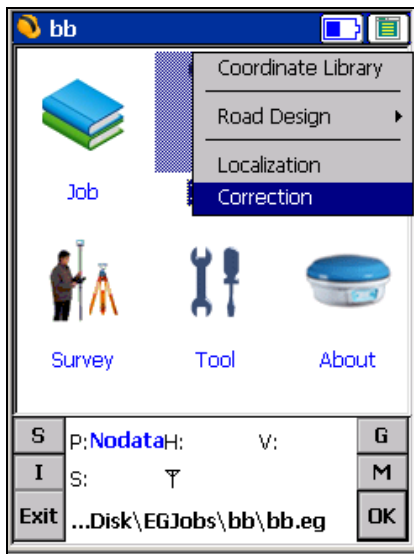 bb
Coordinate Library
Road Design
Localization
Correction
Job
Survey Tool About
S P:Nodata H: V: G
I S: M
Exit ...Disk\EGJobs\bb\bb.eg OK